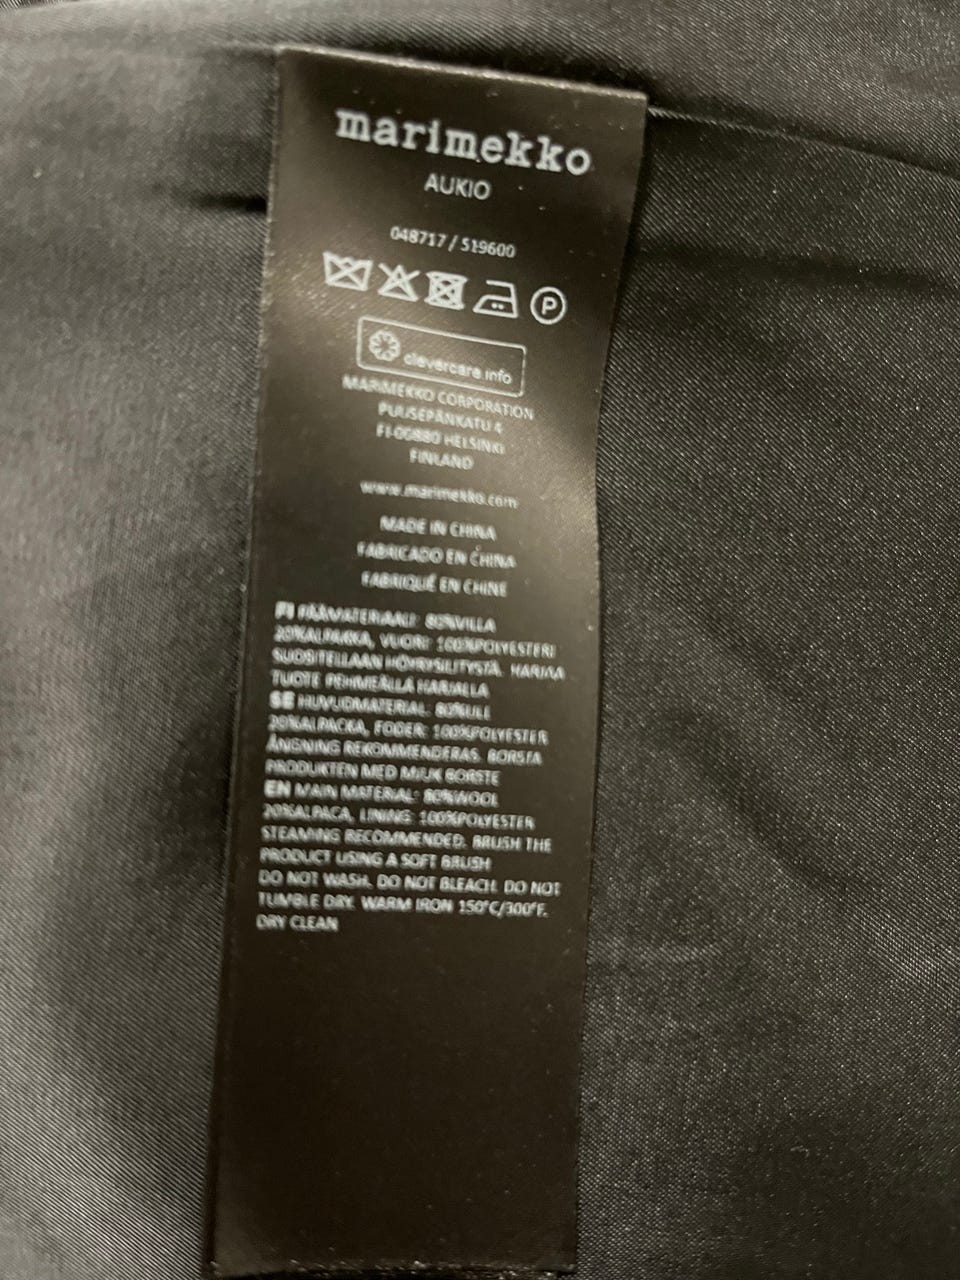 marimekko
AUKIO
048717 / 519600
P
clevercare.info
MARIMEKKO CORPORATION
PUUSEPÄNKATU 4
FI-00880 HELSINKI
FINLAND
www.marimekko.com
MADE IN CHINA
FABRICADO EN CHINA
FABRIQUÉ EN CHINE
FI PÄÄMATERIAALI: 80%VILLA
20%ALPAKKA, VUORI: 100%POLYESTERI
SUOSITELLAAN HÖYRYSILITYSTÄ. HARJAA
TUOTE PEHMEÄLLÄ HARJALLA
SE HUVUDMATERIAL: 80%ULL
20%ALPACKA, FODER: 100%POLYESTER
ÅNGNING REKOMMENDERAS. BORSTA
PRODUKTEN MED MJUK BORSTE
EN MAIN MATERIAL: 80%WOOL
20%ALPACA, LINING: 100%POLYESTER
STEAMING RECOMMENDED. BRUSH THE
PRODUCT USING A SOFT BRUSH
DO NOT WASH. DO NOT BLEACH. DO NOT
TUMBLE DRY. WARM IRON 150°C/300°F.
DRY CLEAN